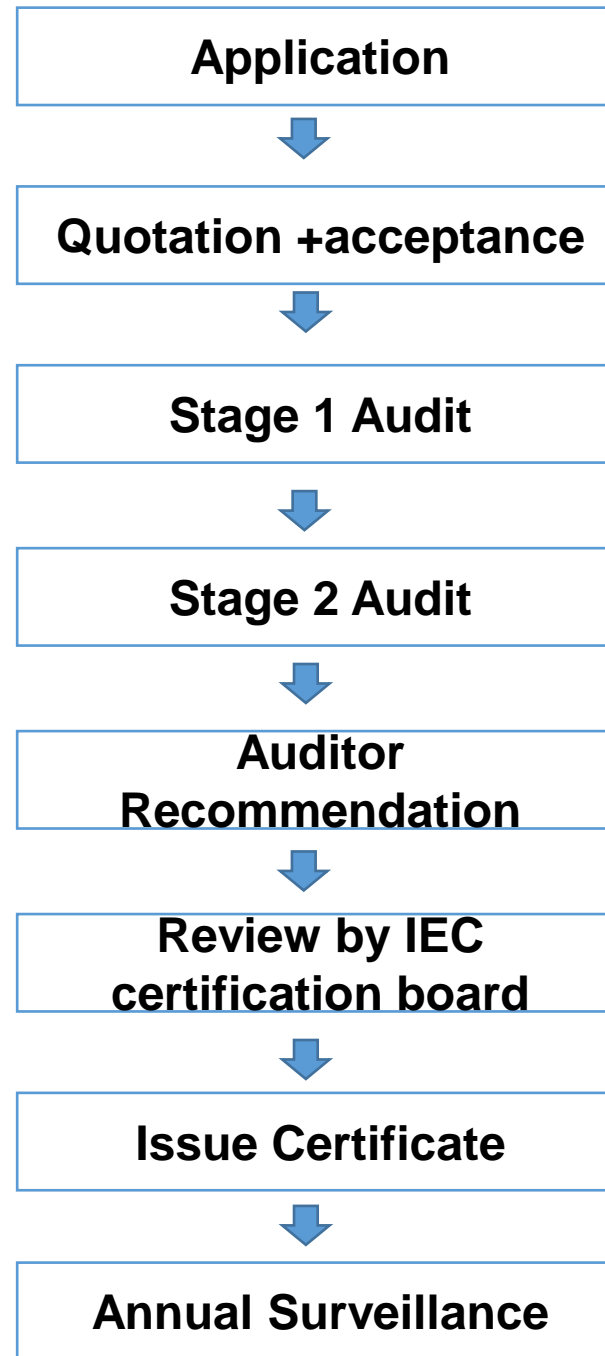 Application
Quotation +acceptance
Stage 1 Audit
Stage 2 Audit
Auditor
Recommendation
Review by IEC
certification board
Issue Certificate
Annual Surveillance